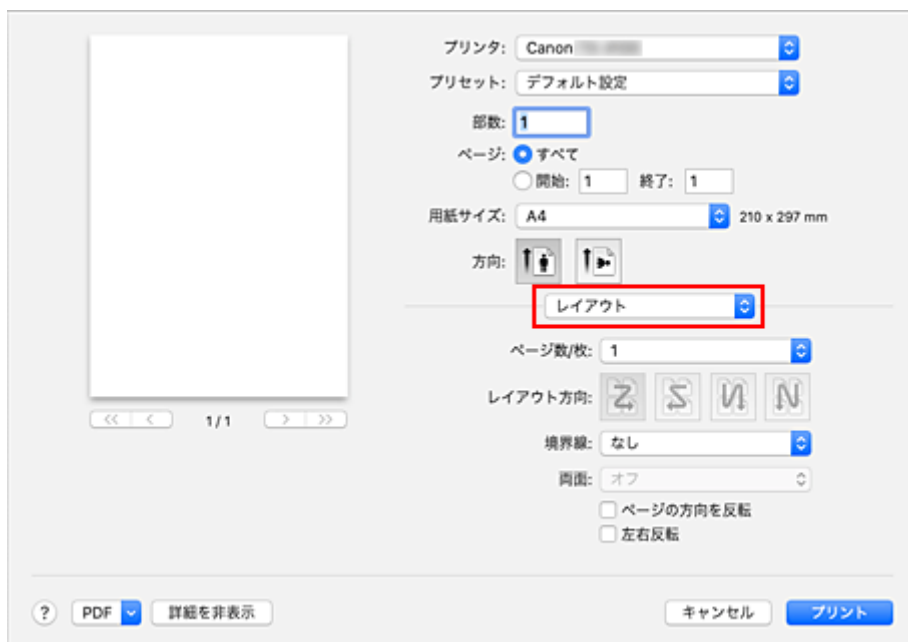 プリンタ: Canon
プリセット: デフォルト設定
部数: 1
ページ: すべて
開始: 1 終了: 1
用紙サイズ: A4 210 x 297 mm
方向:
レイアウト
ページ数/枚: 1
レイアウト方向:
<< < 1 / 1 > >>
境界線: なし
両面: オフ
ページの方向を反転
左右反転
? PDF 詳細を非表示 キャンセル プリント